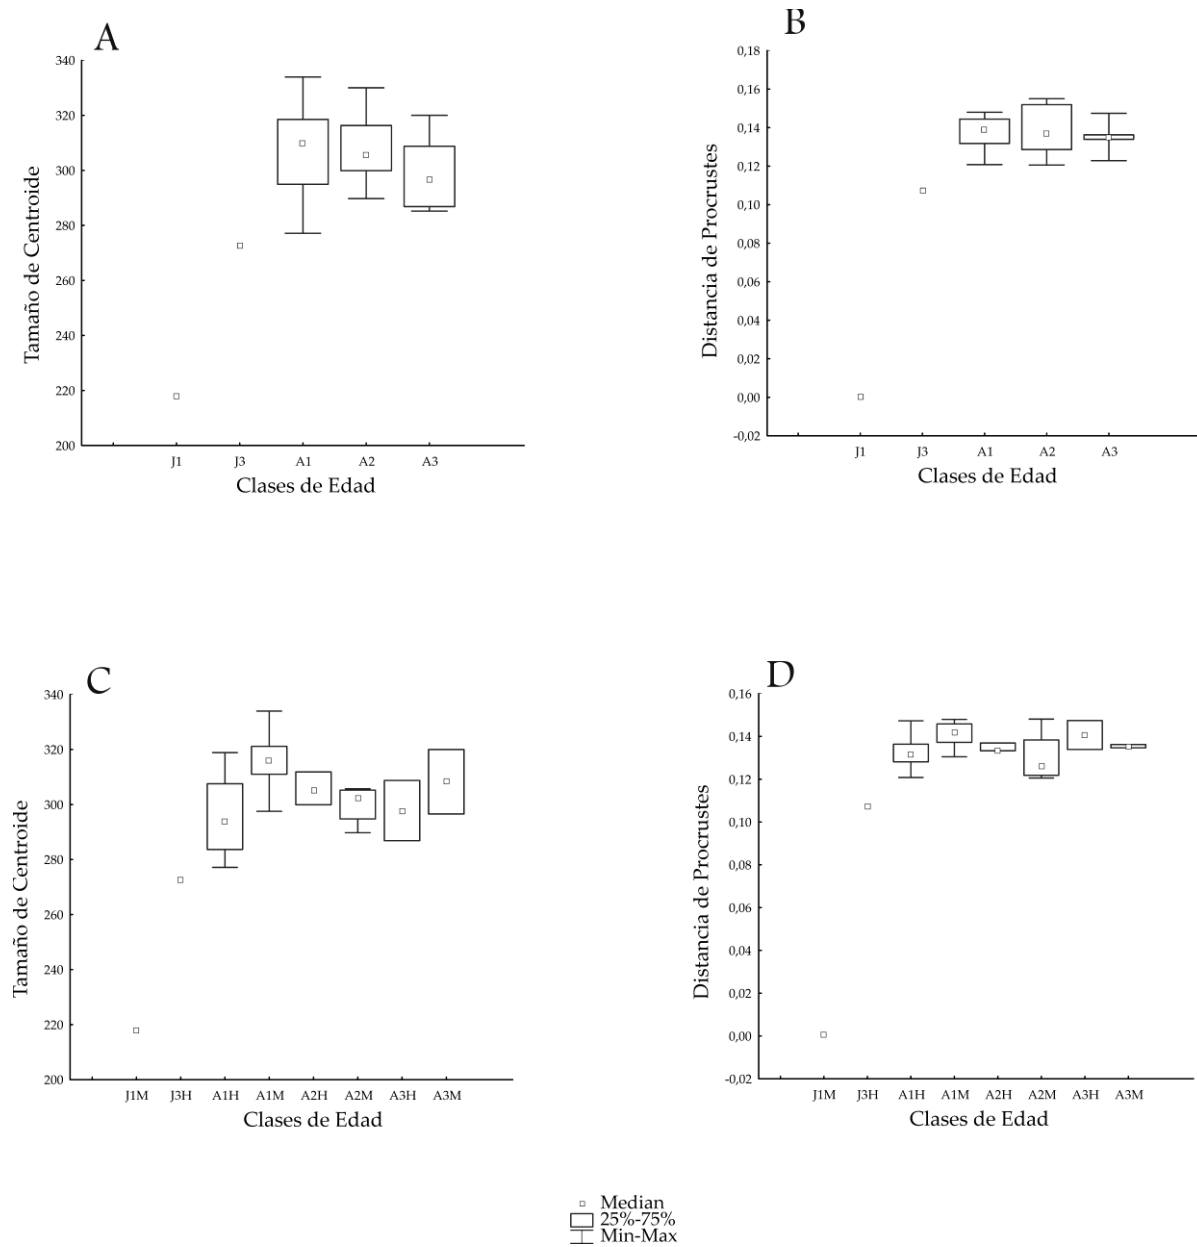 A
Tamaño de Centroide
340
320
300
280
260
240
220
200
J1 J3 A1 A2 A3
Clases de Edad
B
Distancia de Procrustes
0,18
0,16
0,14
0,12
0,10
0,08
0,06
0,04
0,02
0,00
-0,02
J1 J3 A1 A2 A3
Clases de Edad
C
Tamaño de Centroide
340
320
300
280
260
240
220
200
J1M J3H A1H A1M A2H A2M A3H A3M
Clases de Edad
D
Distancia de Procrustes
0,16
0,14
0,12
0,10
0,08
0,06
0,04
0,02
0,00
-0,02
J1M J3H A1H A1M A2H A2M A3H A3M
Clases de Edad
Median
25%-75%
Min-Max